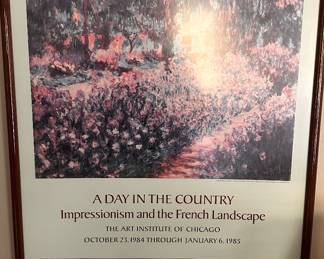 A DAY IN THE COUNTRY
Impressionism and the French Landscape
THE ART INSTITUTE OF CHICAGO
OCTOBER 23, 1984 THROUGH JANUARY 6, 1985